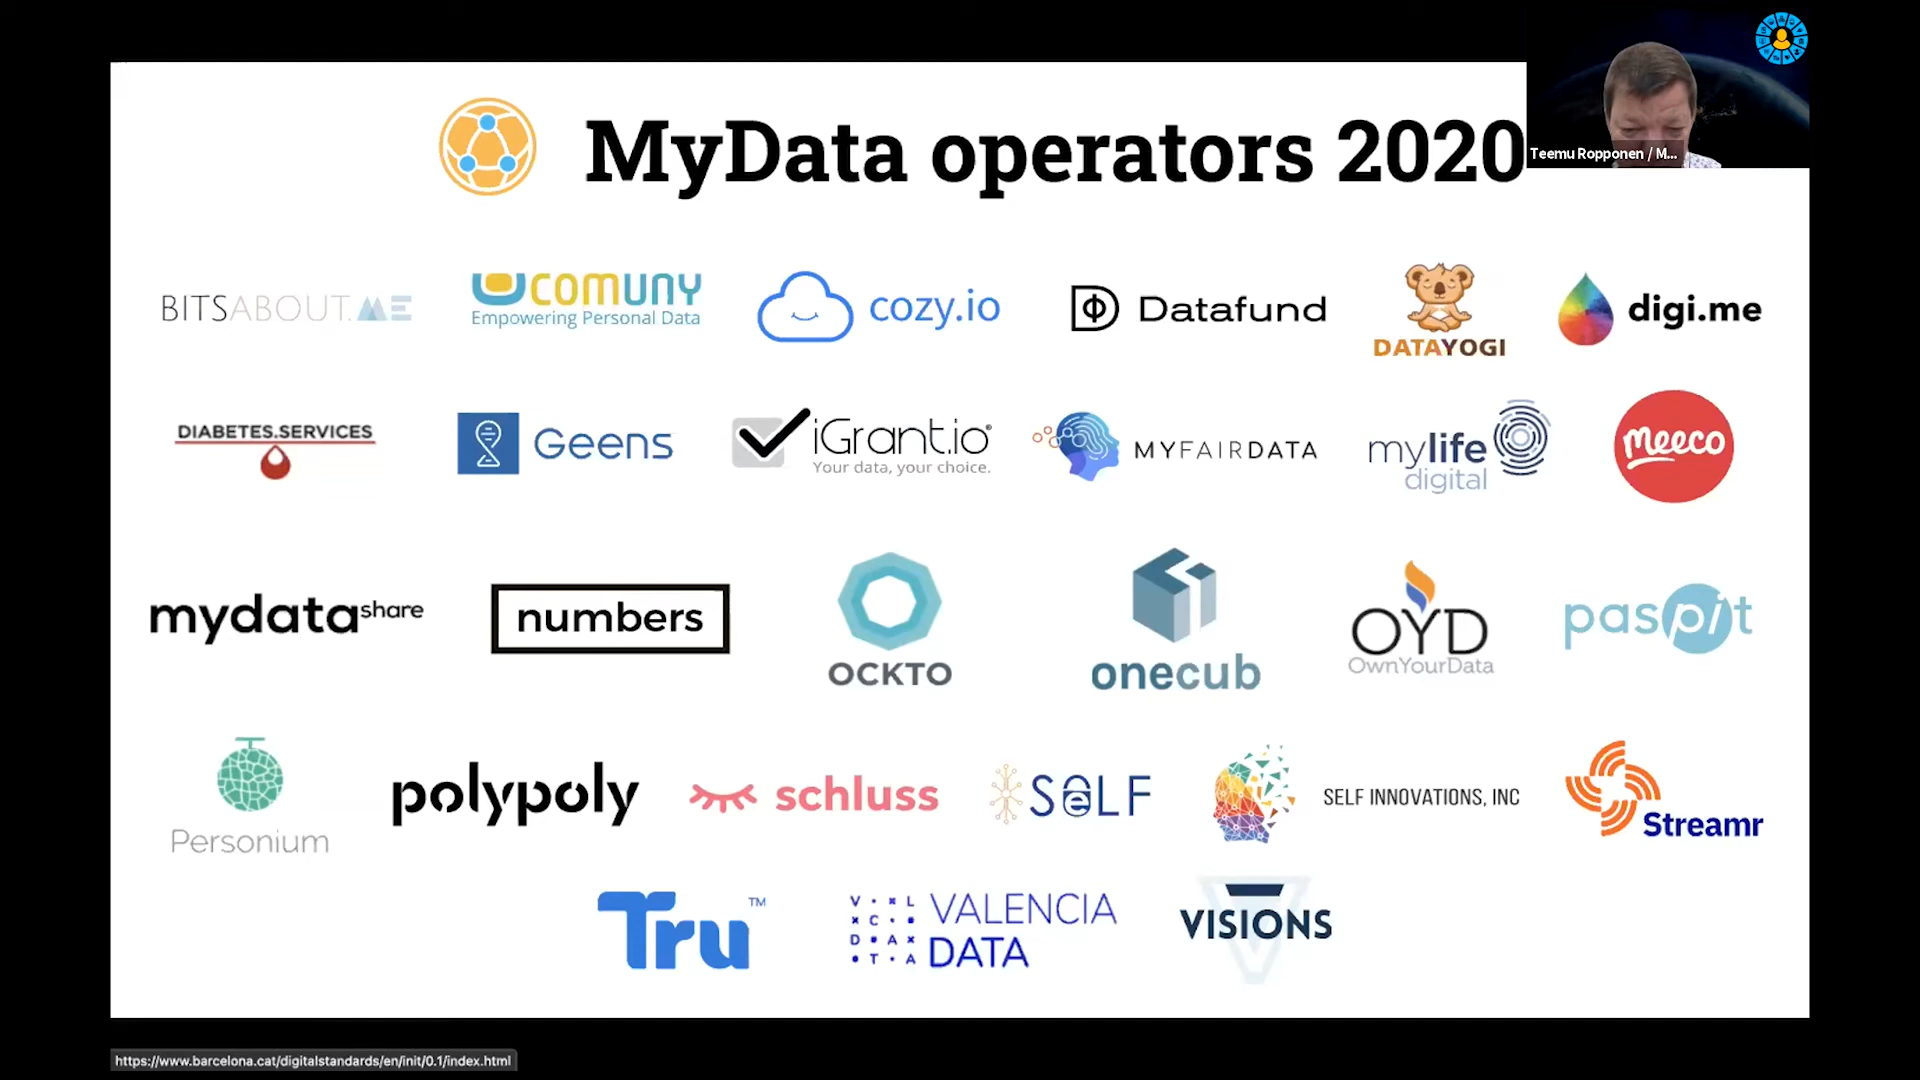 MyData operators 2020
Teemu Ropponen / M...
BITSABOUT.ME
COMUNY
Empowering Personal Data
cozy.io
Datafund
DATAYOGI
digi.me
DIABETES.SERVICES
Geens
iGrant.io®
Your data, your choice.
MYFAIRDATA
mylife
digital
meeco
mydatashare
numbers
OCKTO
onecub
OYD
OwnYourData
paspit
Personium
polypoly
schluss
SeLF
SELF INNOVATIONS, INC
Streamr
Tru™
VALENCIA
DATA
VISIONS
https://www.barcelona.cat/digitalstandards/en/init/0.1/index.html